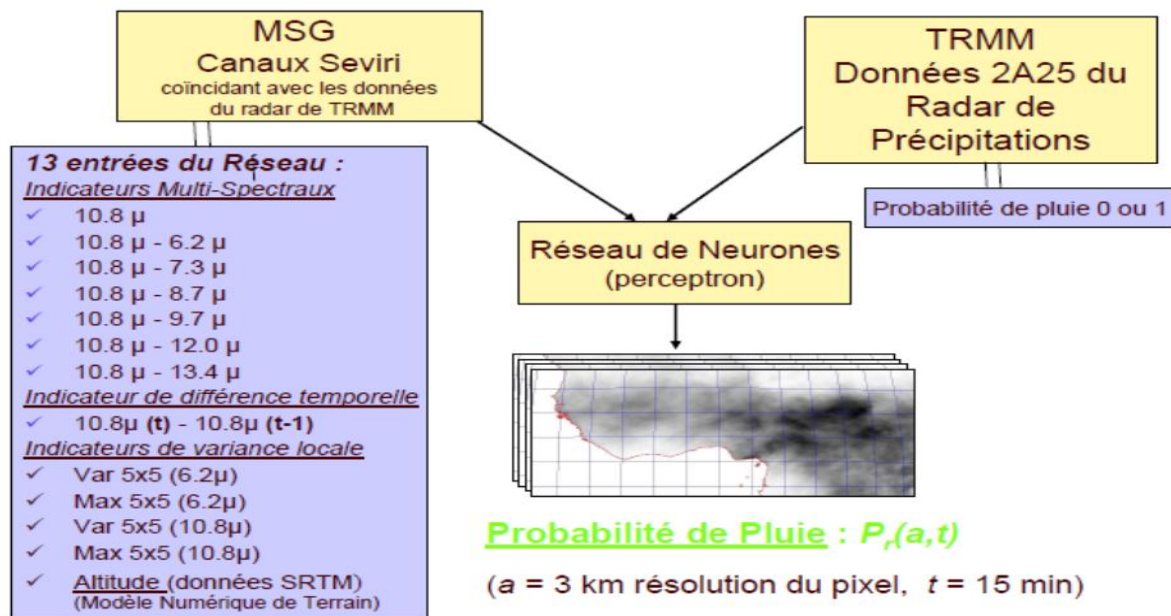 MSG
Canaux Seviri
coïncidant avec les données
du radar de TRMM
TRMM
Données 2A25 du
Radar de
Précipitations
13 entrées du Réseau :
Indicateurs Multi-Spectraux
✓ 10.8 µ
✓ 10.8 µ - 6.2 µ
✓ 10.8 µ - 7.3 µ
✓ 10.8 µ - 8.7 µ
✓ 10.8 µ - 9.7 µ
✓ 10.8 µ - 12.0 µ
✓ 10.8 µ - 13.4 µ
Indicateur de différence temporelle
✓ 10.8µ (t) - 10.8µ (t-1)
Indicateurs de variance locale
✓ Var 5x5 (6.2µ)
✓ Max 5x5 (6.2µ)
✓ Var 5x5 (10.8µ)
✓ Max 5x5 (10.8µ)
✓ Altitude (données SRTM)
(Modèle Numérique de Terrain)
Probabilité de pluie 0 ou 1
Réseau de Neurones
(perceptron)
Probabilité de Pluie : Pr(a,t)
(a = 3 km résolution du pixel, t = 15 min)